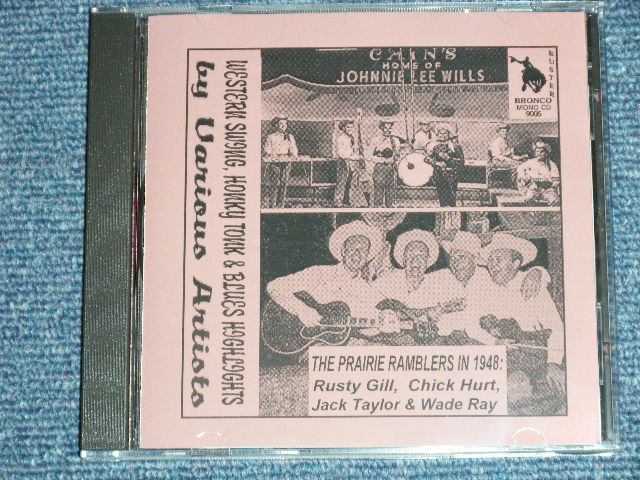 WESTERN SWING, HONKY TONK & BLUES HIGHLIGHTS
by Various Artists
CAIN'S
HOME OF
JOHNNIE LEE WILLS
BUSTER
BRONCO
MONO CD
9005
THE PRAIRIE RAMBLERS IN 1948:
Rusty Gill, Chick Hurt,
Jack Taylor & Wade Ray